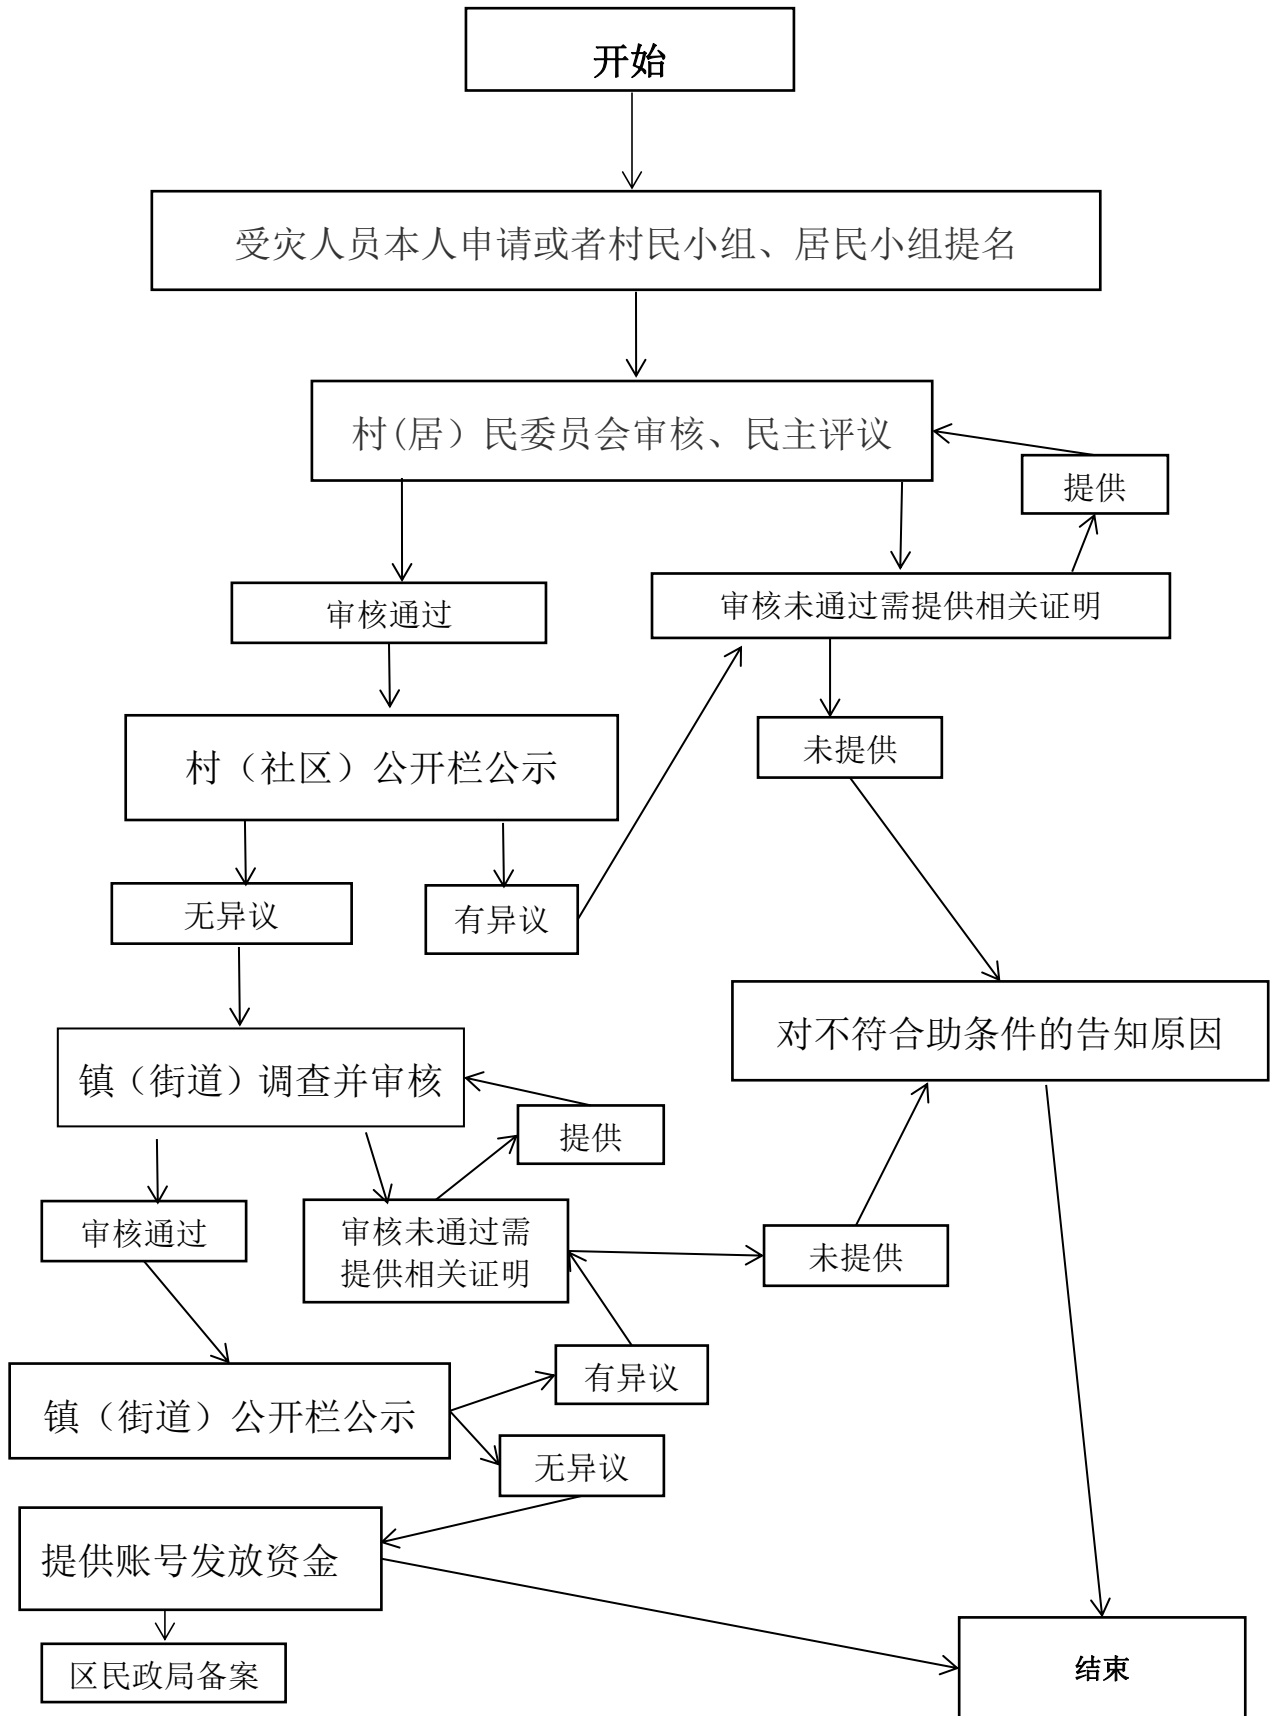 开始
受灾人员本人申请或者村民小组、居民小组提名
村(居）民委员会审核、民主评议
提供
审核通过
审核未通过需提供相关证明
村（社区）公开栏公示
未提供
无异议
有异议
对不符合助条件的告知原因
镇（街道）调查并审核
提供
审核通过
审核未通过需
提供相关证明
未提供
有异议
镇（街道）公开栏公示
无异议
提供账号发放资金
区民政局备案
结束